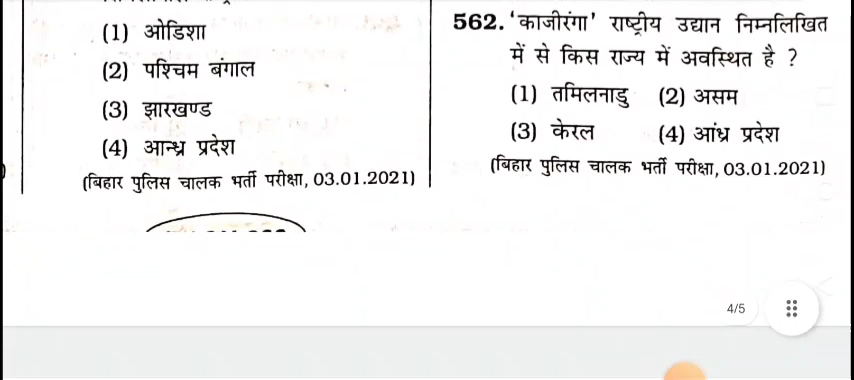 (1) ओडिशा
(2) पश्चिम बंगाल
(3) झारखण्ड
(4) आन्ध्र प्रदेश
(बिहार पुलिस चालक भर्ती परीक्षा, 03.01.2021)
562. 'काजीरंगा' राष्ट्रीय उद्यान निम्नलिखित
में से किस राज्य में अवस्थित है ?
(1) तमिलनाडु (2) असम
(3) केरल (4) आंध्र प्रदेश
(बिहार पुलिस चालक भर्ती परीक्षा, 03.01.2021)
4/5